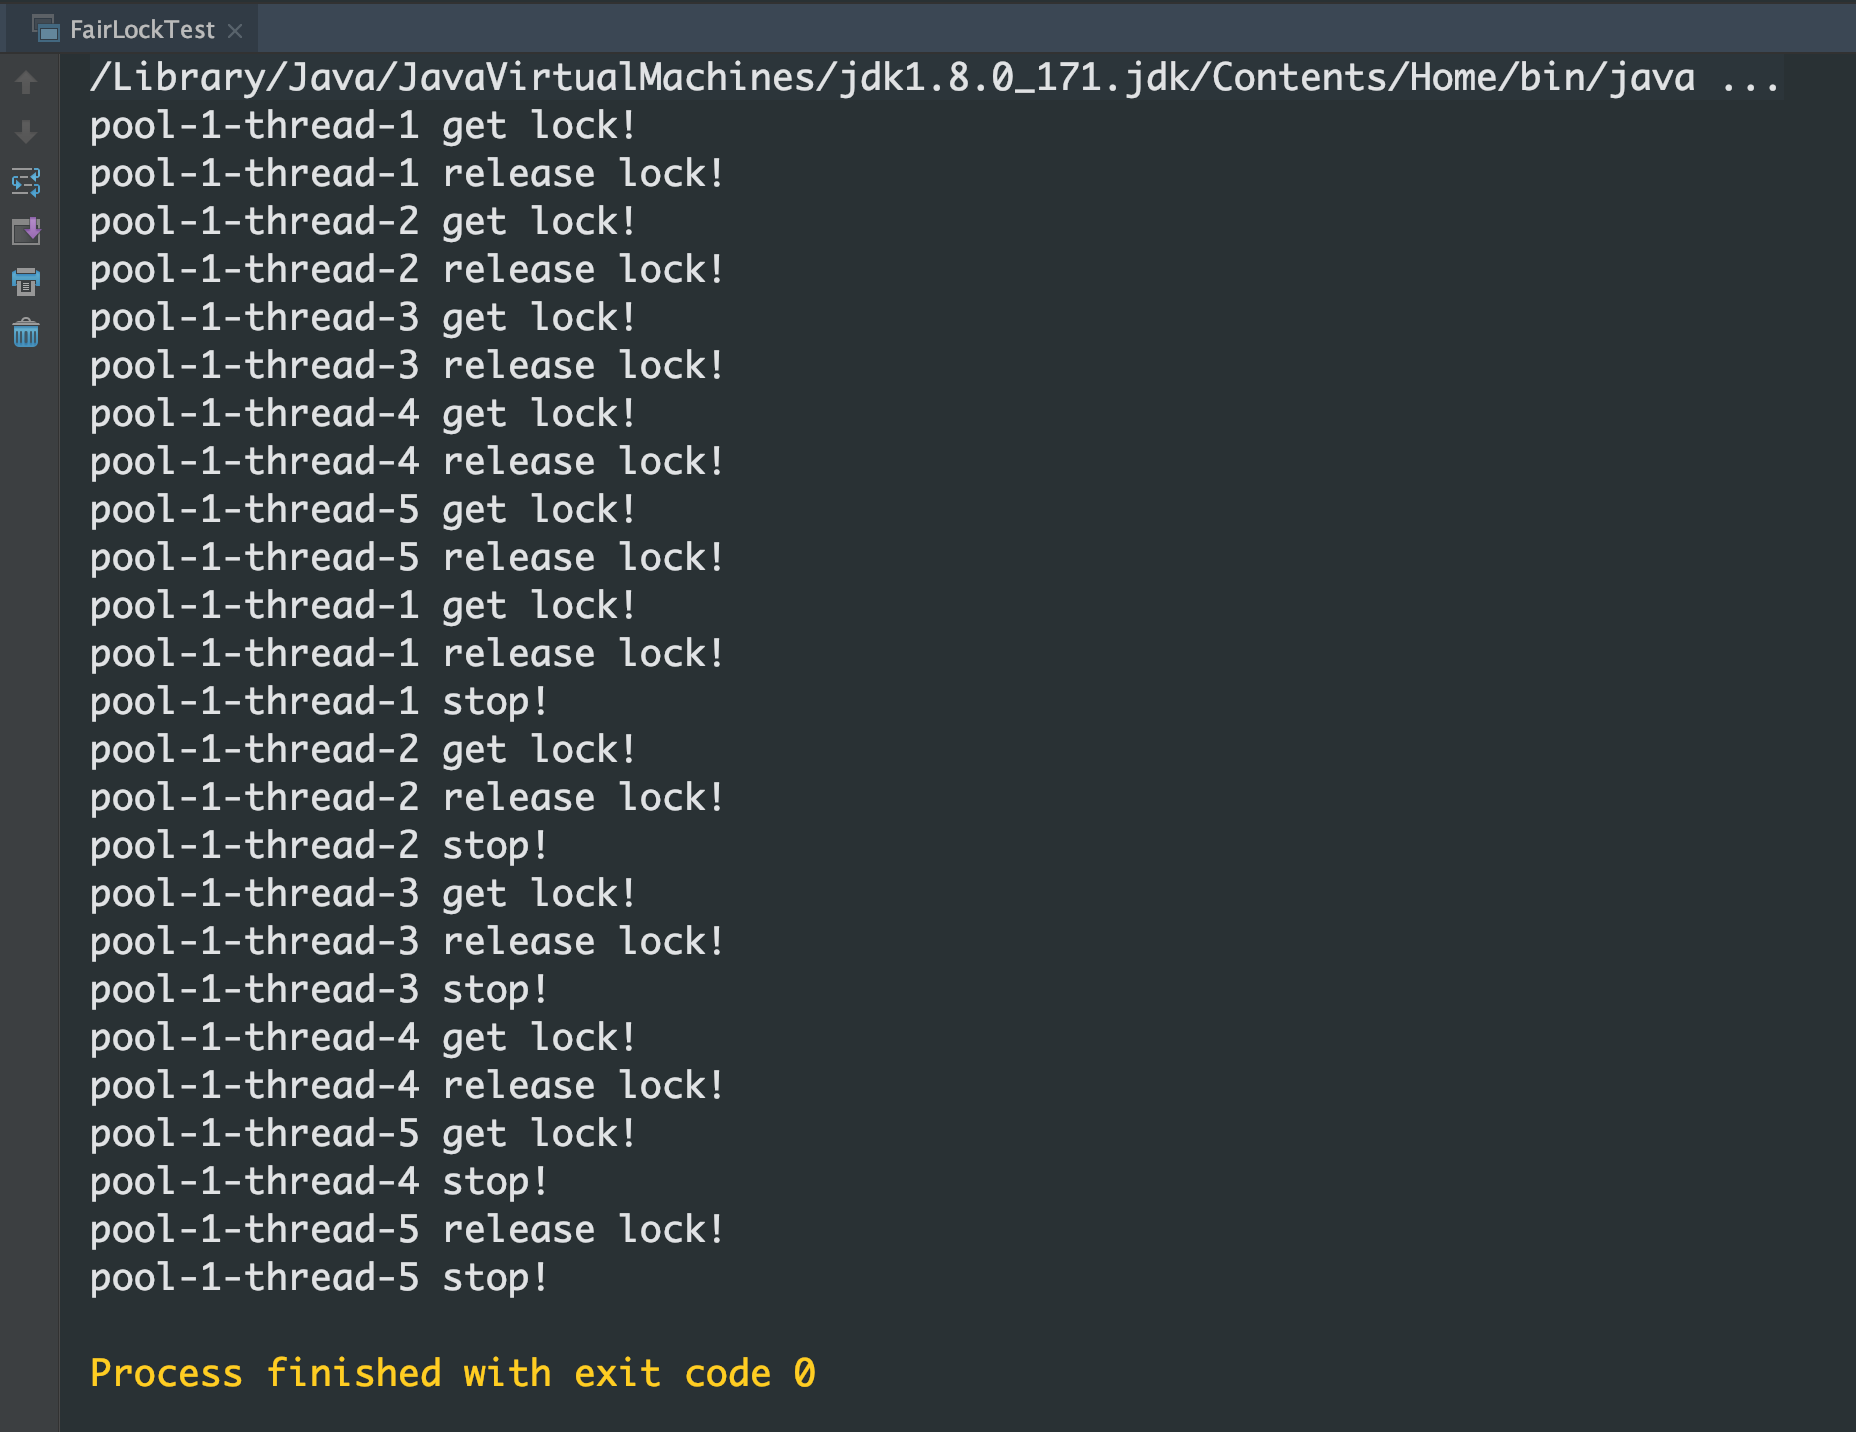 FairLockTest
/Library/Java/JavaVirtualMachines/jdk1.8.0_171.jdk/Contents/Home/bin/java ...
pool-1-thread-1 get lock!
pool-1-thread-1 release lock!
pool-1-thread-2 get lock!
pool-1-thread-2 release lock!
pool-1-thread-3 get lock!
pool-1-thread-3 release lock!
pool-1-thread-4 get lock!
pool-1-thread-4 release lock!
pool-1-thread-5 get lock!
pool-1-thread-5 release lock!
pool-1-thread-1 get lock!
pool-1-thread-1 release lock!
pool-1-thread-1 stop!
pool-1-thread-2 get lock!
pool-1-thread-2 release lock!
pool-1-thread-2 stop!
pool-1-thread-3 get lock!
pool-1-thread-3 release lock!
pool-1-thread-3 stop!
pool-1-thread-4 get lock!
pool-1-thread-4 release lock!
pool-1-thread-5 get lock!
pool-1-thread-4 stop!
pool-1-thread-5 release lock!
pool-1-thread-5 stop!
Process finished with exit code 0